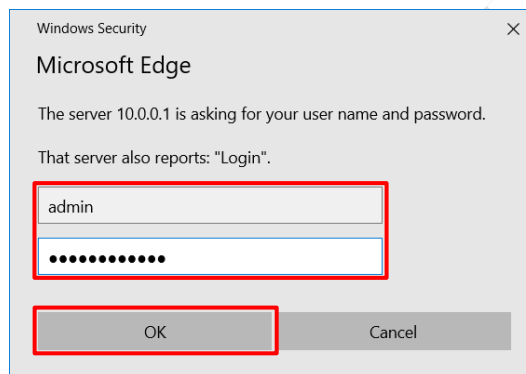 Windows Security
Microsoft Edge
The server 10.0.0.1 is asking for your user name and password.
That server also reports: "Login".
admin
●●●●●●●●●●●●
OK Cancel